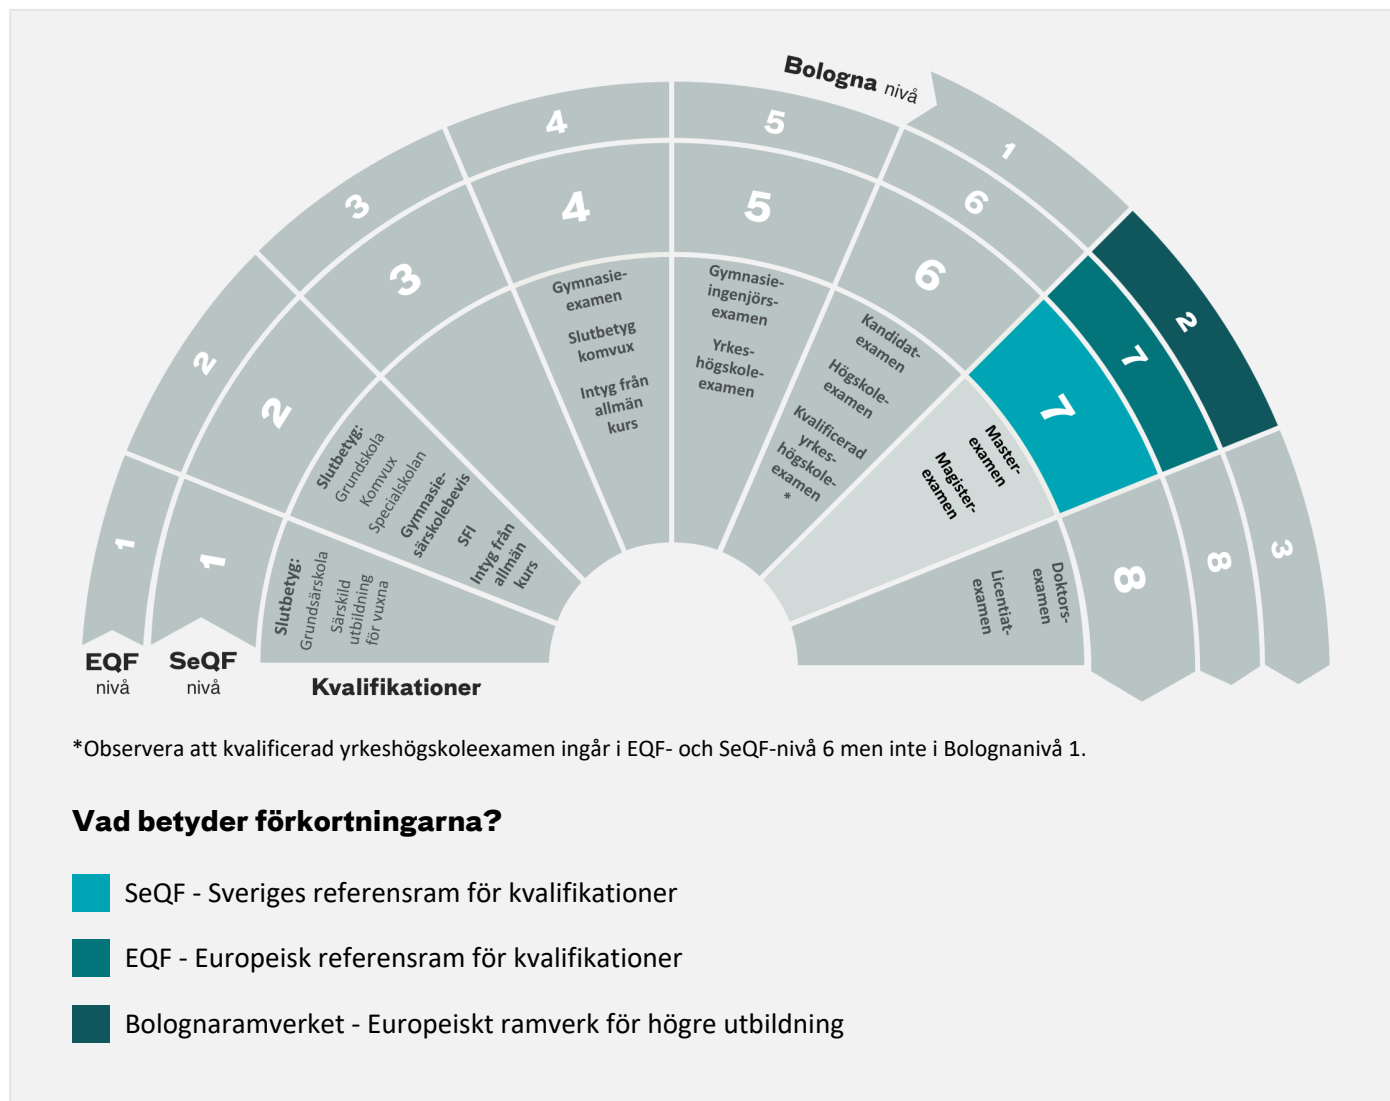 Bologna nivå
1
2
3
1
2
3
4
5
6
7
8
1
2
3
4
5
6
7
8
Slutbetyg:
Grundsärskola
Särskild
utbildning
för vuxna
Slutbetyg:
Grundskola
Komvux
Specialskolan
Gymnasie-
särskolebevis
SFI
Intyg från
allmän
kurs
Gymnasie-
examen
Slutbetyg
komvux
Intyg från
allmän
kurs
Gymnasie-
ingenjörs-
examen
Yrkes-
högskole-
examen
Kandidat-
examen
Högskole-
examen
Kvalificerad
yrkes-
högskole-
examen
*
Master-
examen
Magister-
examen
Doktors-
examen
Licentiat-
examen
EQF
nivå
SeQF
nivå
Kvalifikationer
*Observera att kvalificerad yrkeshögskoleexamen ingår i EQF- och SeQF-nivå 6 men inte i Bolognanivå 1.
Vad betyder förkortningarna?
SeQF - Sveriges referensram för kvalifikationer
EQF - Europeisk referensram för kvalifikationer
Bolognaramverket - Europeiskt ramverk för högre utbildning